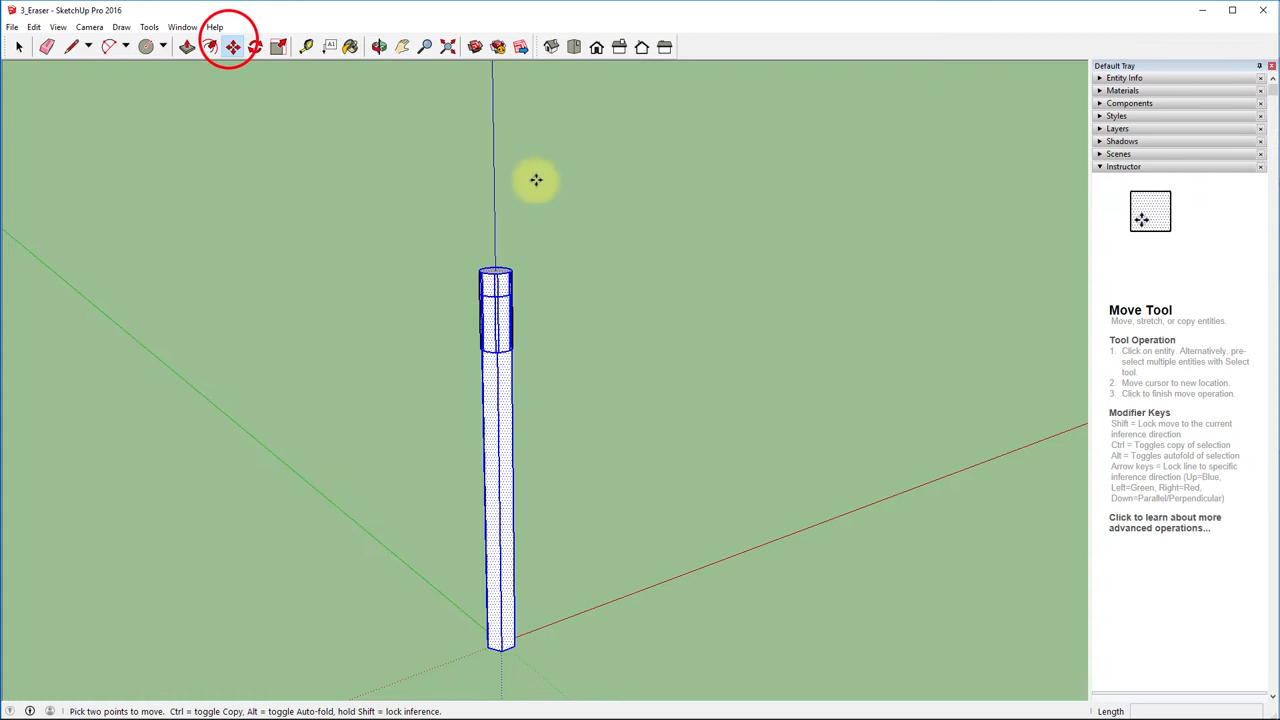 3_Eraser - SketchUp Pro 2016
File Edit View Camera Draw Tools Window Help
A1
Default Tray
Entity Info
Materials
Components
Styles
Layers
Shadows
Scenes
Instructor
Move Tool
Move, stretch, or copy entities.
Tool Operation
1. Click on entity. Alternatively, pre-
select multiple entities with Select
tool.
2. Move cursor to new location.
3. Click to finish move operation.
Modifier Keys
Shift = Lock move to the current
inference direction
Ctrl = Toggles copy of selection
Alt = Toggles autofold of selection
Arrow keys = Lock line to specific
inference direction (Up=Blue,
Left=Green, Right=Red,
Down=Parallel/Perpendicular)
Click to learn about more
advanced operations...
Pick two points to move. Ctrl = toggle Copy, Alt = toggle Auto-fold, hold Shift = lock inference.
Length